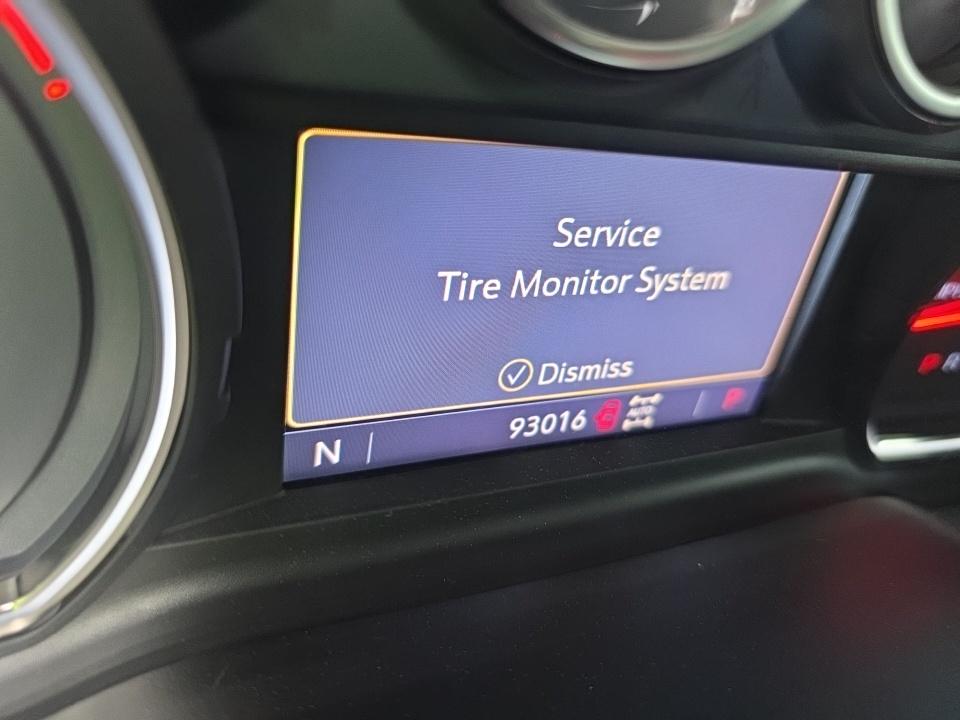 Service
Tire Monitor System
Dismiss
N
93016
AUTO
P
P R